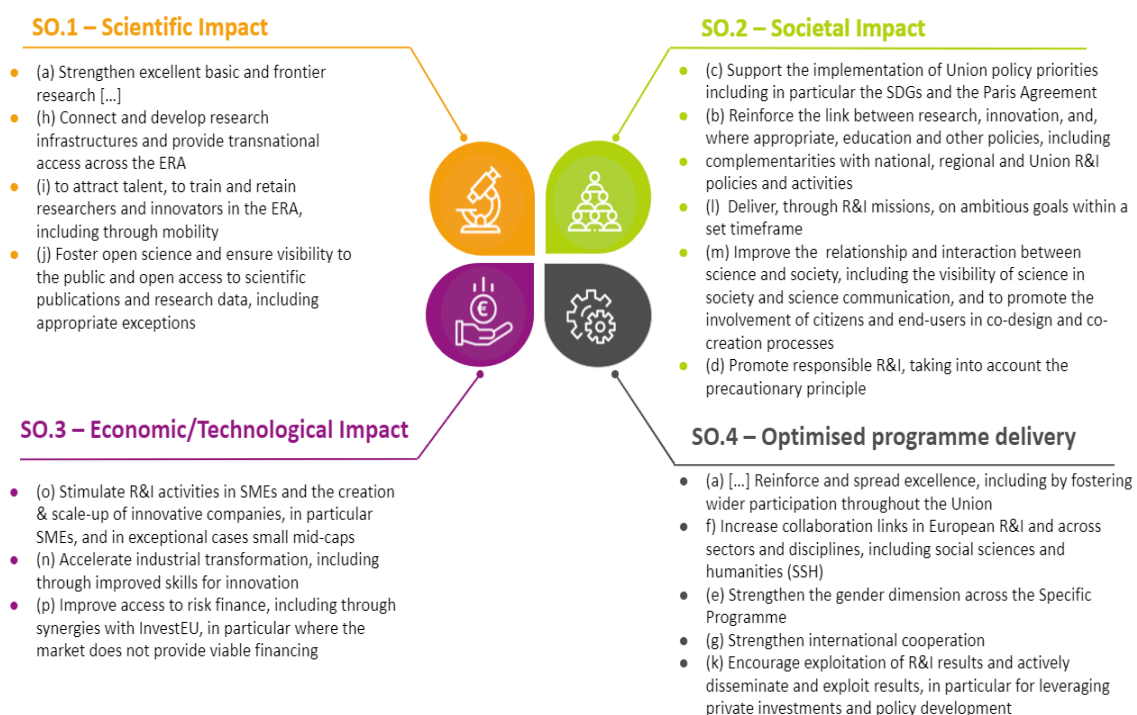 SO.1 – Scientific Impact
● (a) Strengthen excellent basic and frontier
research [...]
● (h) Connect and develop research
infrastructures and provide transnational
access across the ERA
● (i) to attract talent, to train and retain
researchers and innovators in the ERA,
including through mobility
● (j) Foster open science and ensure visibility to
the public and open access to scientific
publications and research data, including
appropriate exceptions
SO.2 – Societal Impact
● (c) Support the implementation of Union policy priorities
including in particular the SDGs and the Paris Agreement
● (b) Reinforce the link between research, innovation, and,
where appropriate, education and other policies, including
● complementarities with national, regional and Union R&I
policies and activities
● (l) Deliver, through R&I missions, on ambitious goals within a
set timeframe
● (m) Improve the relationship and interaction between
science and society, including the visibility of science in
society and science communication, and to promote the
involvement of citizens and end-users in co-design and co-
creation processes
● (d) Promote responsible R&I, taking into account the
precautionary principle
€
SO.3 – Economic/Technological Impact
● (o) Stimulate R&I activities in SMEs and the creation
& scale-up of innovative companies, in particular
SMEs, and in exceptional cases small mid-caps
● (n) Accelerate industrial transformation, including
through improved skills for innovation
● (p) Improve access to risk finance, including through
synergies with InvestEU, in particular where the
market does not provide viable financing
SO.4 – Optimised programme delivery
● (a) [...] Reinforce and spread excellence, including by fostering
wider participation throughout the Union
● f) Increase collaboration links in European R&I and across
sectors and disciplines, including social sciences and
humanities (SSH)
● (e) Strengthen the gender dimension across the Specific
Programme
● (g) Strengthen international cooperation
● (k) Encourage exploitation of R&I results and actively
disseminate and exploit results, in particular for leveraging
private investments and policy development